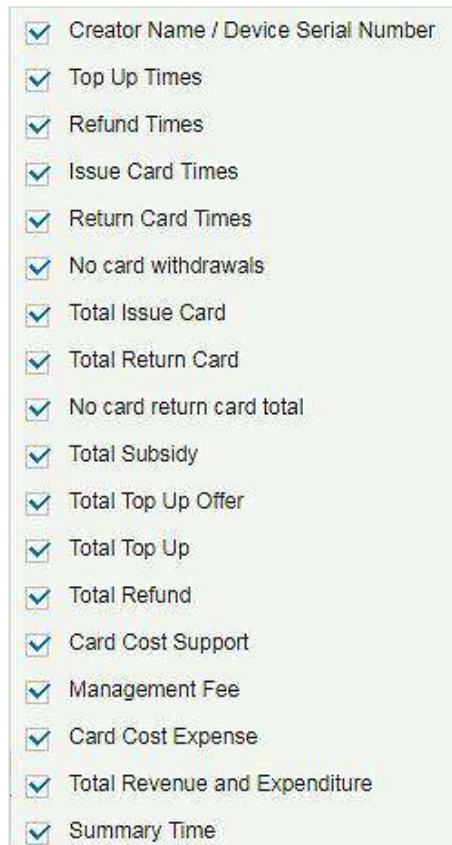 Creator Name / Device Serial Number
Top Up Times
Refund Times
Issue Card Times
Return Card Times
No card withdrawals
Total Issue Card
Total Return Card
No card return card total
Total Subsidy
Total Top Up Offer
Total Top Up
Total Refund
Card Cost Support
Management Fee
Card Cost Expense
Total Revenue and Expenditure
Summary Time